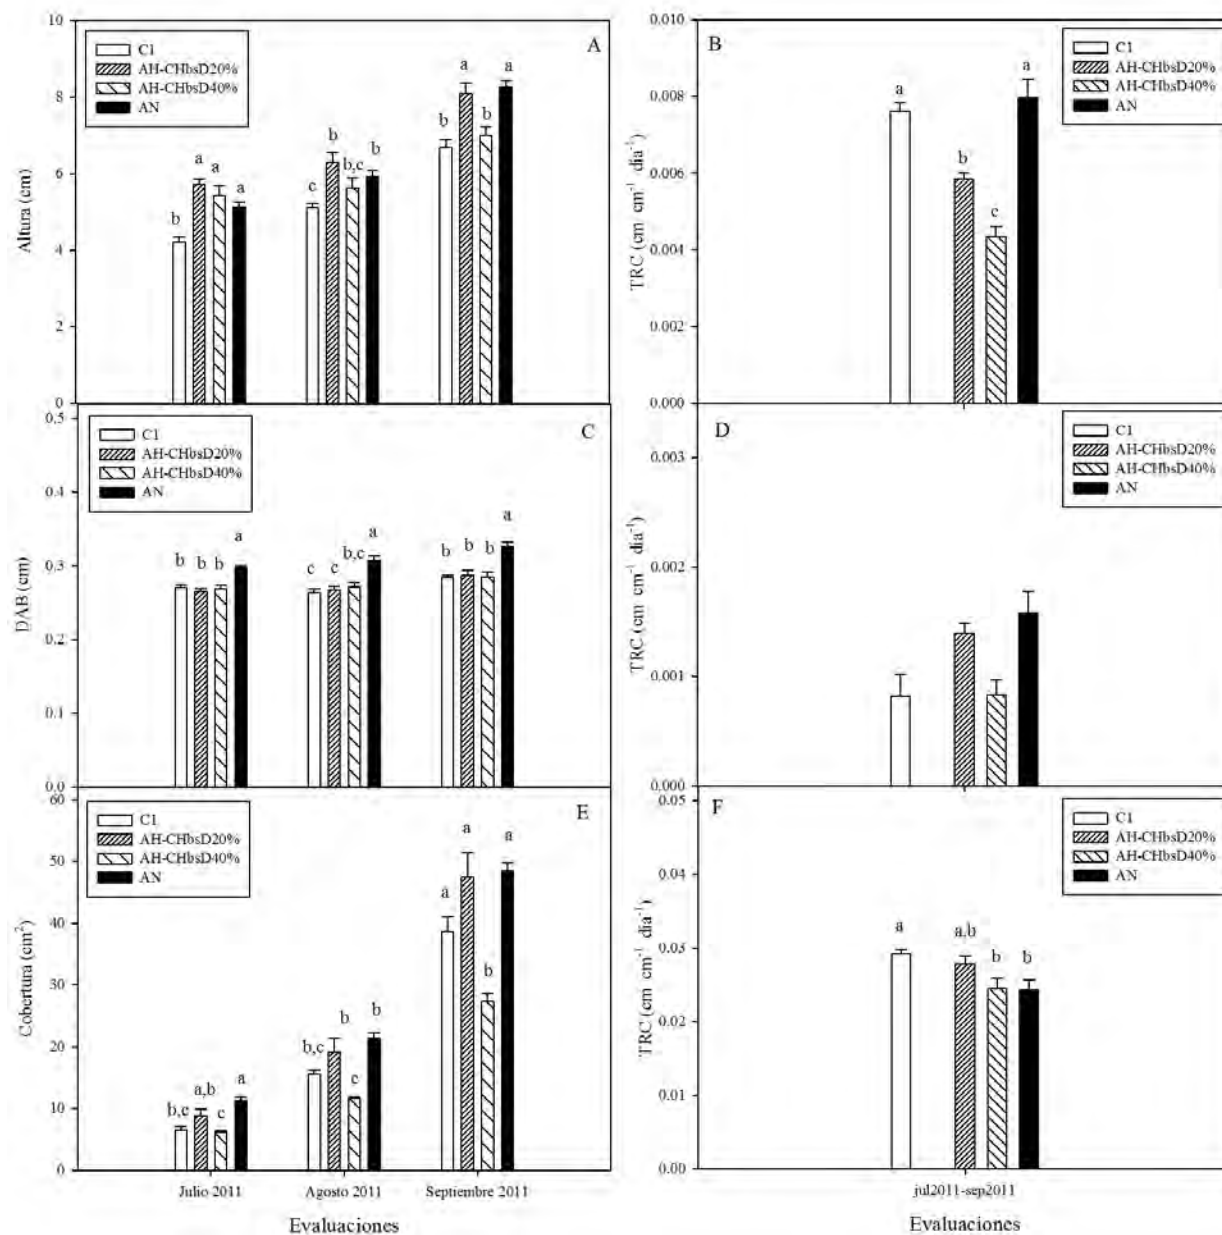 A
C1
AH-CHbsD20%
AH-CHbsD40%
AN
Altura (cm)
10
8
6
4
2
0
b
a
a
a
c
b
b,c
b
b
a
b
a
B
C1
AH-CHbsD20%
AH-CHbsD40%
AN
TRC (cm cm⁻¹ dia⁻¹)
0.010
0.008
0.006
0.004
0.002
0.000
a
b
c
a
C
C1
AH-CHbsD20%
AH-CHbsD40%
AN
DAB (cm)
0.5
0.4
0.3
0.2
0.1
0.0
b
b
b
a
c
c
b,c
a
b
b
b
a
D
C1
AH-CHbsD20%
AH-CHbsD40%
AN
TRC (cm cm⁻¹ dia⁻¹)
0.003
0.002
0.001
0.000
E
C1
AH-CHbsD20%
AH-CHbsD40%
AN
Cobertura (cm²)
60
50
40
30
20
10
0
b,c
a,b
c
a
b,c
b
c
b
a
a
b
a
Julio 2011
Agosto 2011
Septiembre 2011
Evaluaciones
F
C1
AH-CHbsD20%
AH-CHbsD40%
AN
TRC (cm cm⁻¹ dia⁻¹)
0.05
0.04
0.03
0.02
0.01
0.00
a
a,b
b
b
jul2011-sep2011
Evaluaciones